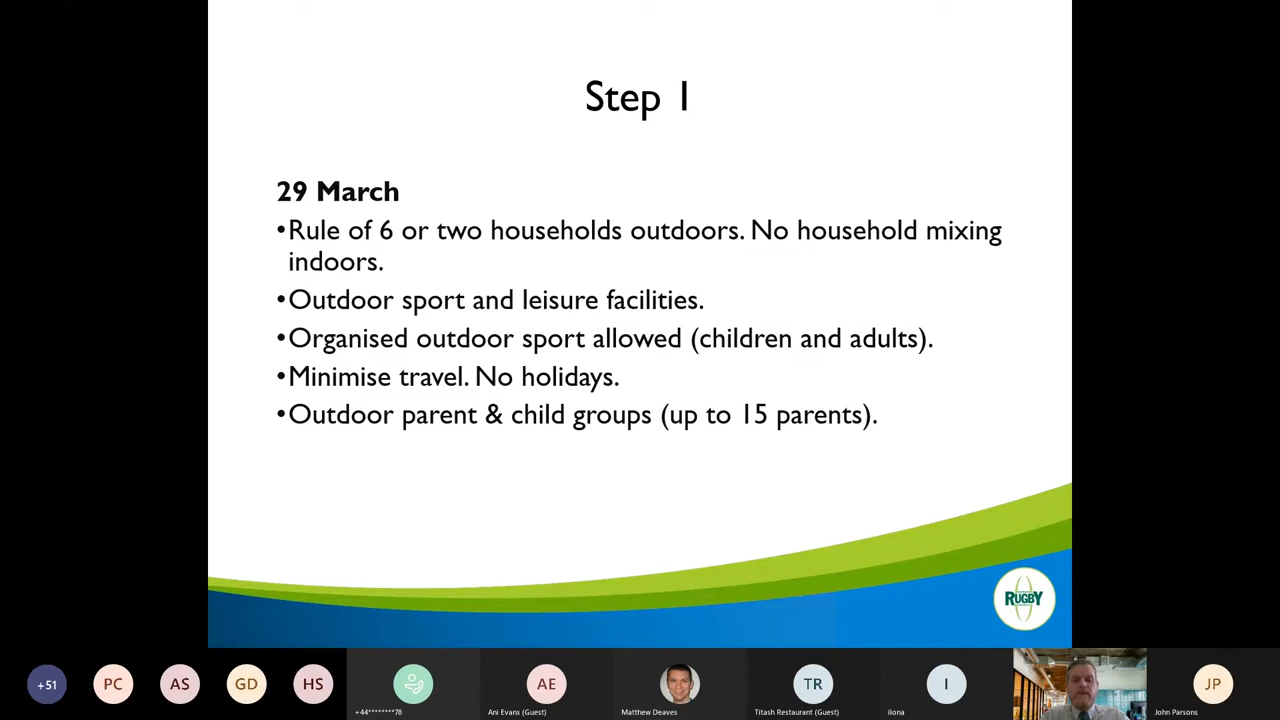 Step 1
29 March
•Rule of 6 or two households outdoors. No household mixing
indoors.
•Outdoor sport and leisure facilities.
•Organised outdoor sport allowed (children and adults).
•Minimise travel. No holidays.
•Outdoor parent & child groups (up to 15 parents).
RUGBY
+51
PC
AS
GD
HS
+44********78
AE
Ani Evans (Guest)
Matthew Deaves
TR
Titash Restaurant (Guest)
I
ilona
JP
John Parsons